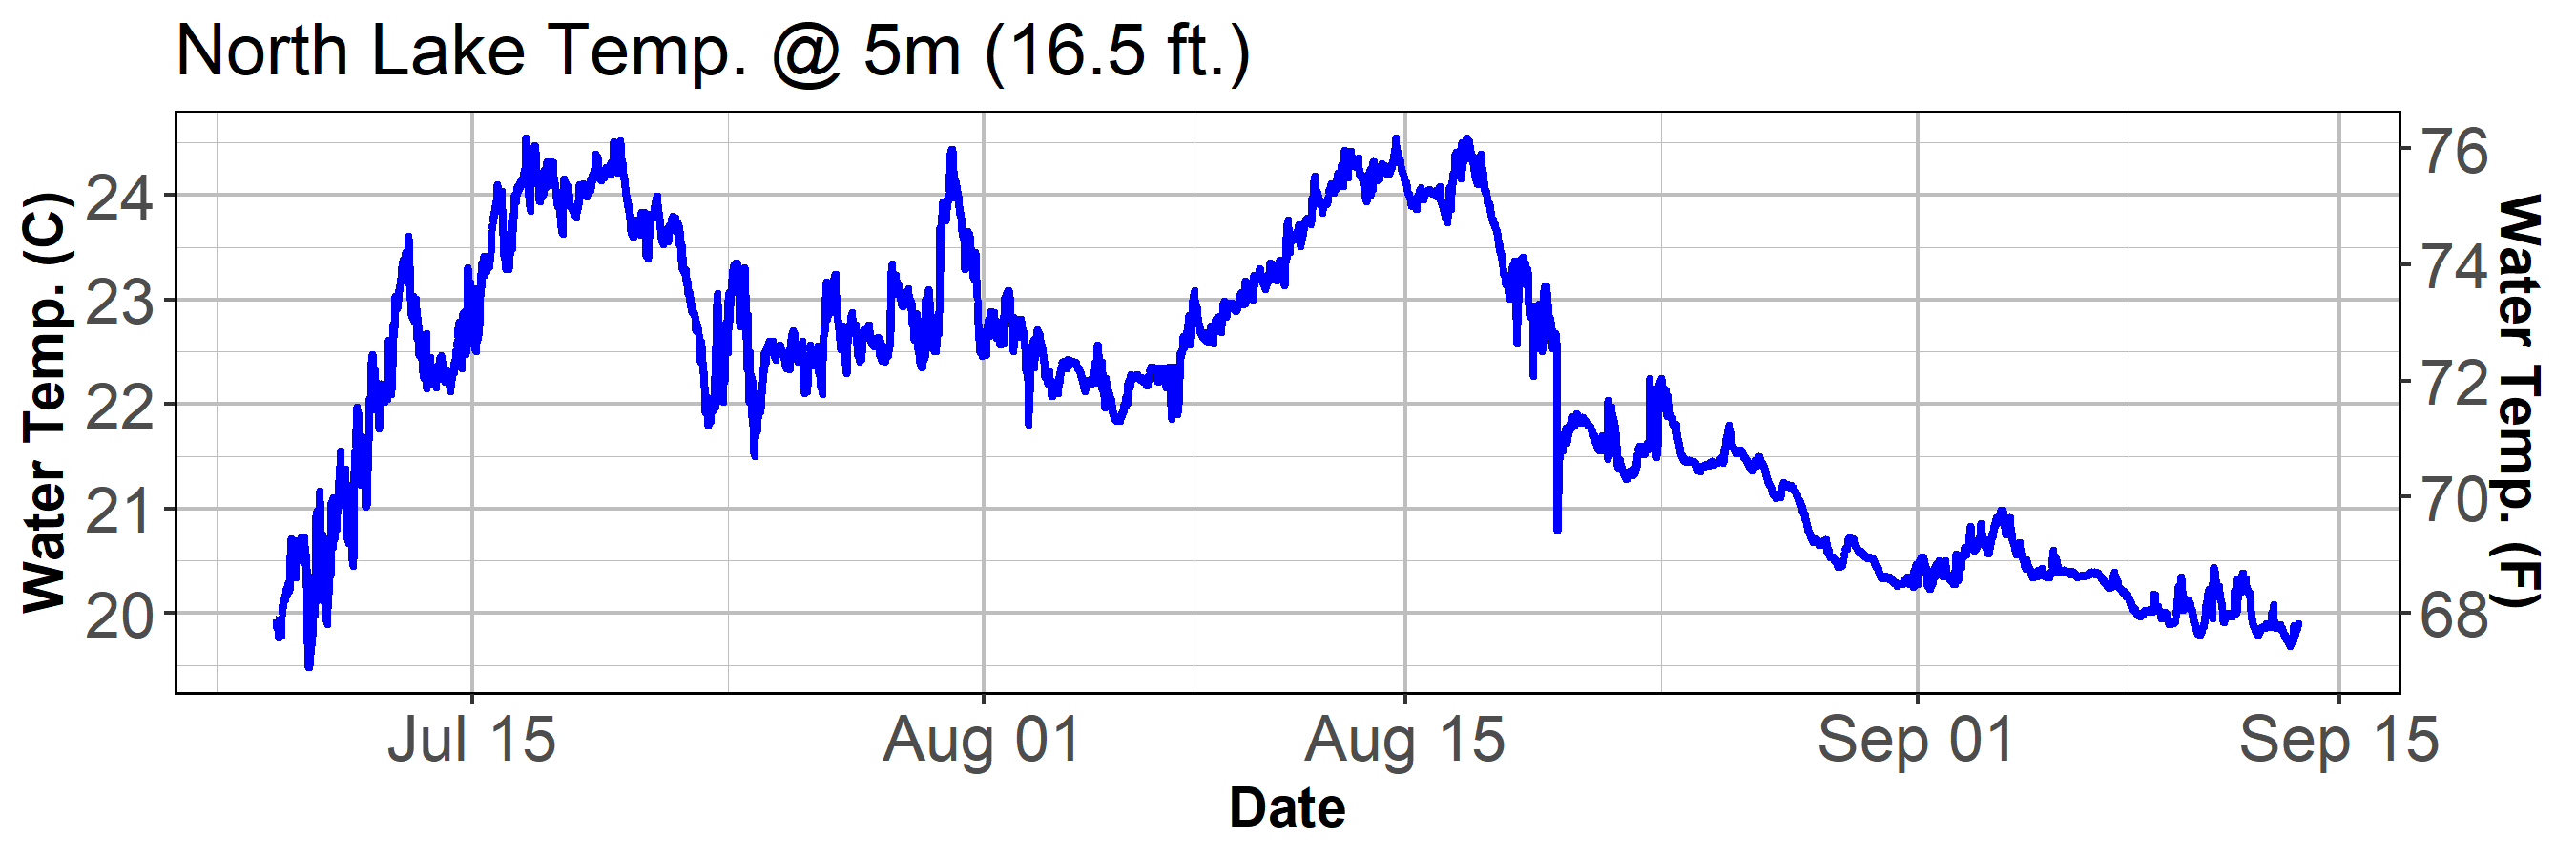 North Lake Temp. @ 5m (16.5 ft.)
Water Temp. (C)
24
23
22
21
20
76
74
72
70
68
Water Temp. (F)
Jul 15 Aug 01 Aug 15 Sep 01 Sep 15
Date